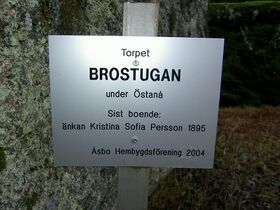 Torpet
BROSTUGAN
under Östanå
Sist boende:
änkan Kristina Sofia Persson 1895
Åsbo Hembygdsförening 2004